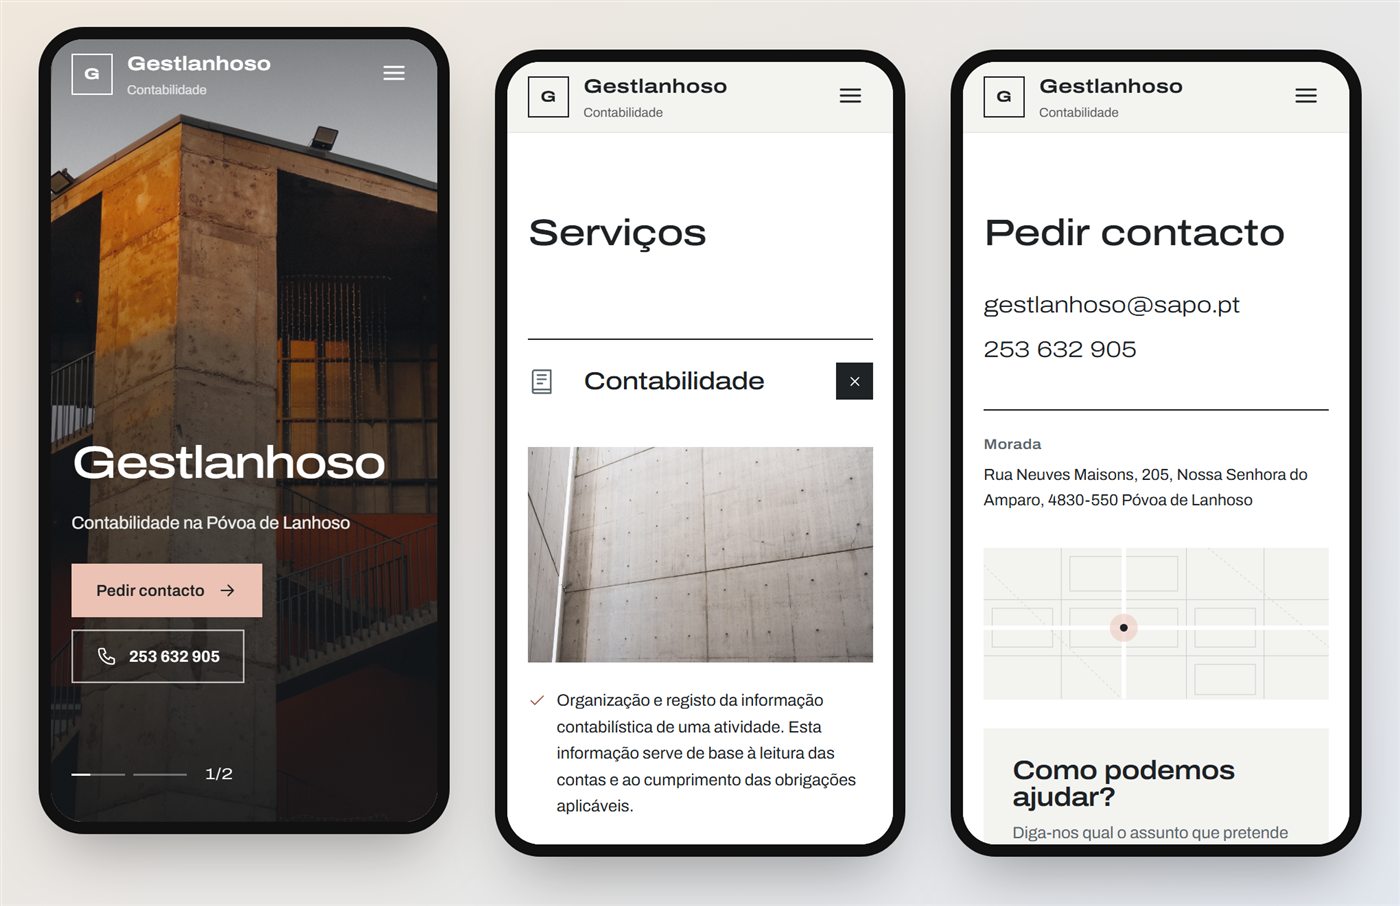 G
Gestlanhoso
Contabilidade
Gestlanhoso
Contabilidade na Póvoa de Lanhoso
Pedir contacto
253 632 905
1/2
G
Gestlanhoso
Contabilidade
Serviços
Contabilidade
Organização e registo da informação
contabilística de uma atividade. Esta
informação serve de base à leitura das
contas e ao cumprimento das obrigações
aplicáveis.
G
Gestlanhoso
Contabilidade
Pedir contacto
gestlanhoso@sapo.pt
253 632 905
Morada
Rua Neuves Maisons, 205, Nossa Senhora do
Amparo, 4830-550 Póvoa de Lanhoso
Como podemos
ajudar?
Diga-nos qual o assunto que pretende